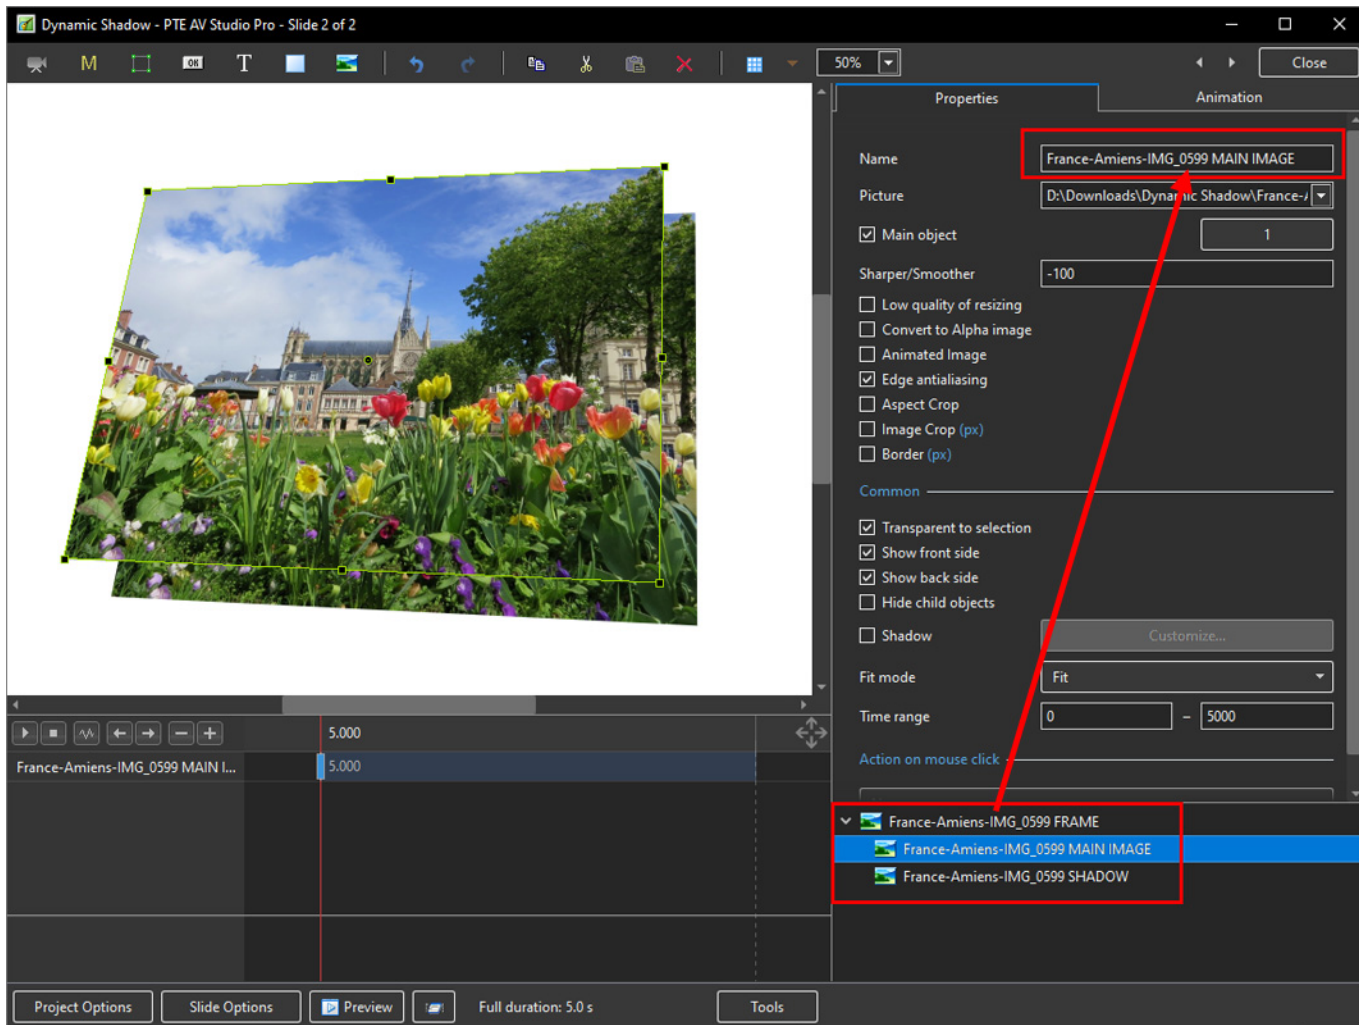 Dynamic Shadow - PTE AV Studio Pro - Slide 2 of 2
M OK T 50% Close
Properties Animation
Name France-Amiens-IMG_0599 MAIN IMAGE
Picture D:\Downloads\Dynamic Shadow\France-
Main object 1
Sharper/Smoother -100
Low quality of resizing
Convert to Alpha image
Animated Image
Edge antialiasing
Aspect Crop
Image Crop (px)
Border (px)
Common
Transparent to selection
Show front side
Show back side
Hide child objects
Shadow Customize...
Fit mode Fit
Time range 0 – 5000
Action on mouse click
5.000
France-Amiens-IMG_0599 MAIN I... 5.000
France-Amiens-IMG_0599 FRAME
France-Amiens-IMG_0599 MAIN IMAGE
France-Amiens-IMG_0599 SHADOW
Project Options Slide Options Preview Full duration: 5.0 s Tools